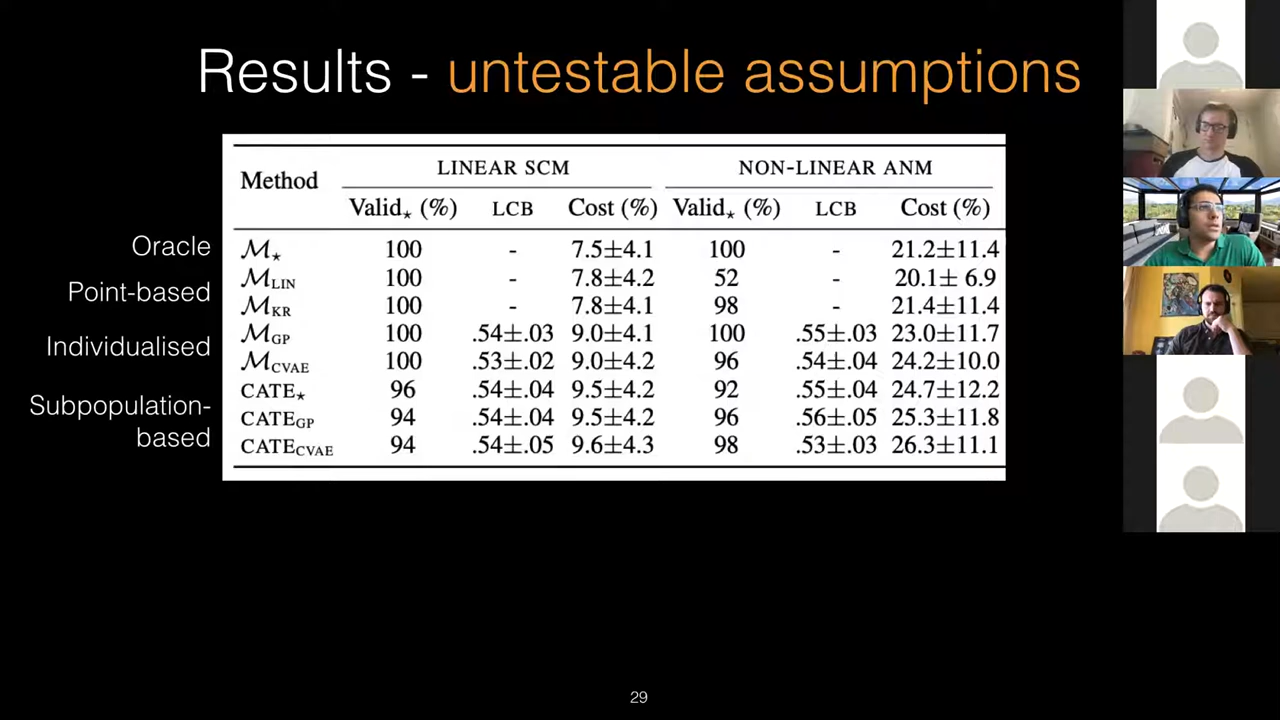 Results - untestable assumptions
Method LINEAR SCM NON-LINEAR ANM
Valid⋆ (%) LCB Cost (%) Valid⋆ (%) LCB Cost (%)
Oracle ℳ⋆ 100 - 7.5±4.1 100 - 21.2±11.4
Point-based ℳLIN 100 - 7.8±4.2 52 - 20.1± 6.9
ℳKR 100 - 7.8±4.1 98 - 21.4±11.4
Individualised ℳGP 100 .54±.03 9.0±4.1 100 .55±.03 23.0±11.7
ℳCVAE 100 .53±.02 9.0±4.2 96 .54±.04 24.2±10.0
Subpopulation-
based
CATE⋆ 96 .54±.04 9.5±4.2 92 .55±.04 24.7±12.2
CATEGP 94 .54±.04 9.5±4.2 96 .56±.05 25.3±11.8
CATECVAE 94 .54±.05 9.6±4.3 98 .53±.03 26.3±11.1
29